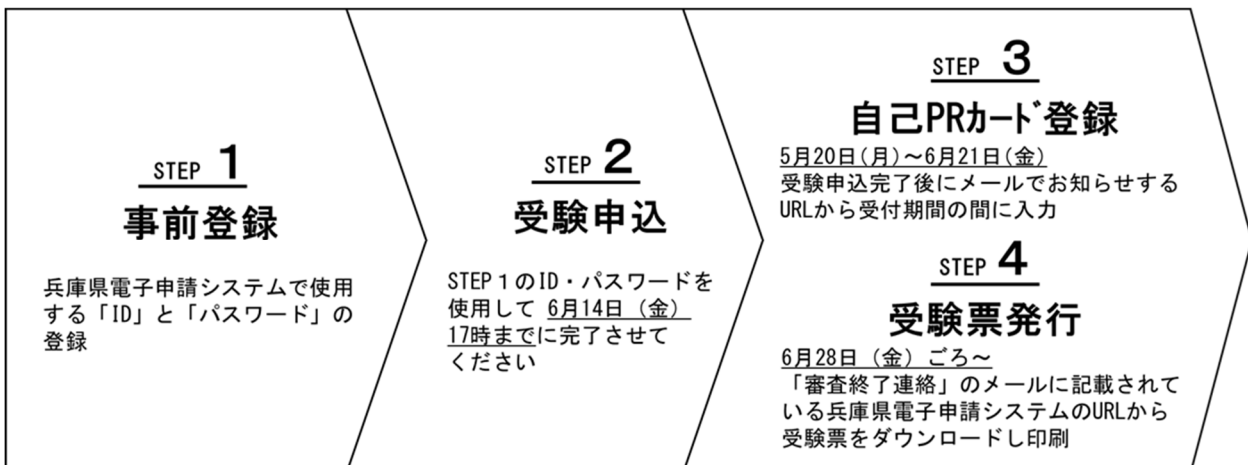 STEP 1
事前登録
兵庫県電子申請システムで使用
する「ID」と「パスワード」の
登録
STEP 2
受験申込
STEP１のID・パスワードを
使用して 6月14日（金）
17時までに完了させて
ください
STEP 3
自己PRカード登録
5月20日(月)～6月21日(金)
受験申込完了後にメールでお知らせする
URLから受付期間の間に入力
STEP 4
受験票発行
6月28日（金）ごろ～
「審査終了連絡」のメールに記載されて
いる兵庫県電子申請システムのURLから
受験票をダウンロードし印刷